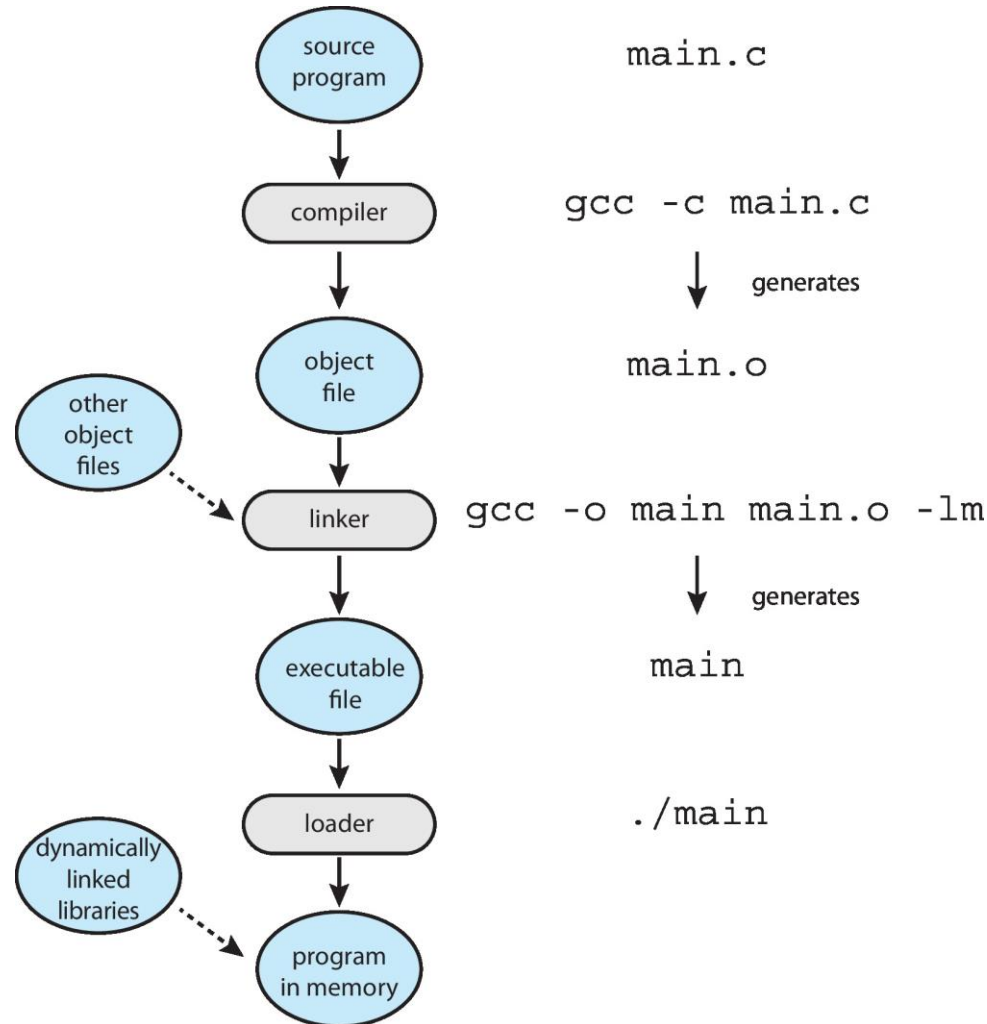 source
program
main.c
compiler
gcc -c main.c
generates
object
file
main.o
other
object
files
linker
gcc -o main main.o -lm
generates
executable
file
main
loader
./main
dynamically
linked
libraries
program
in memory